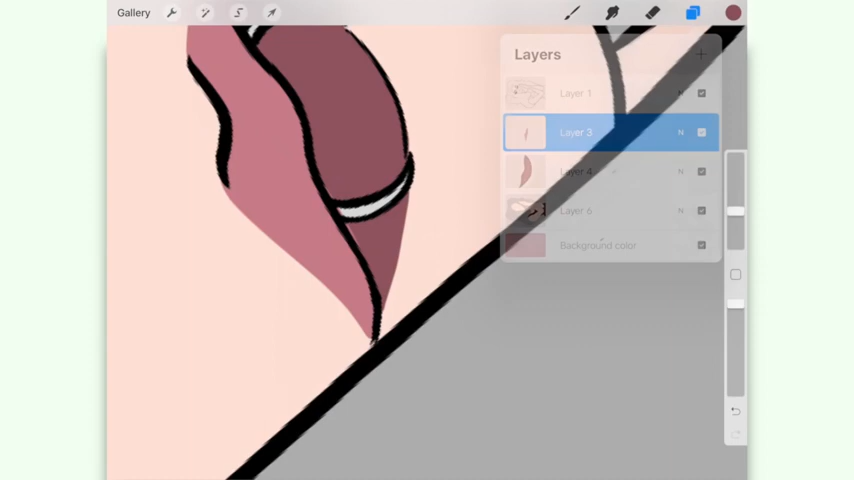 Gallery
Layers
Layer 1 N
Layer 3 N
Layer 4 N
Layer 6 N
Background color